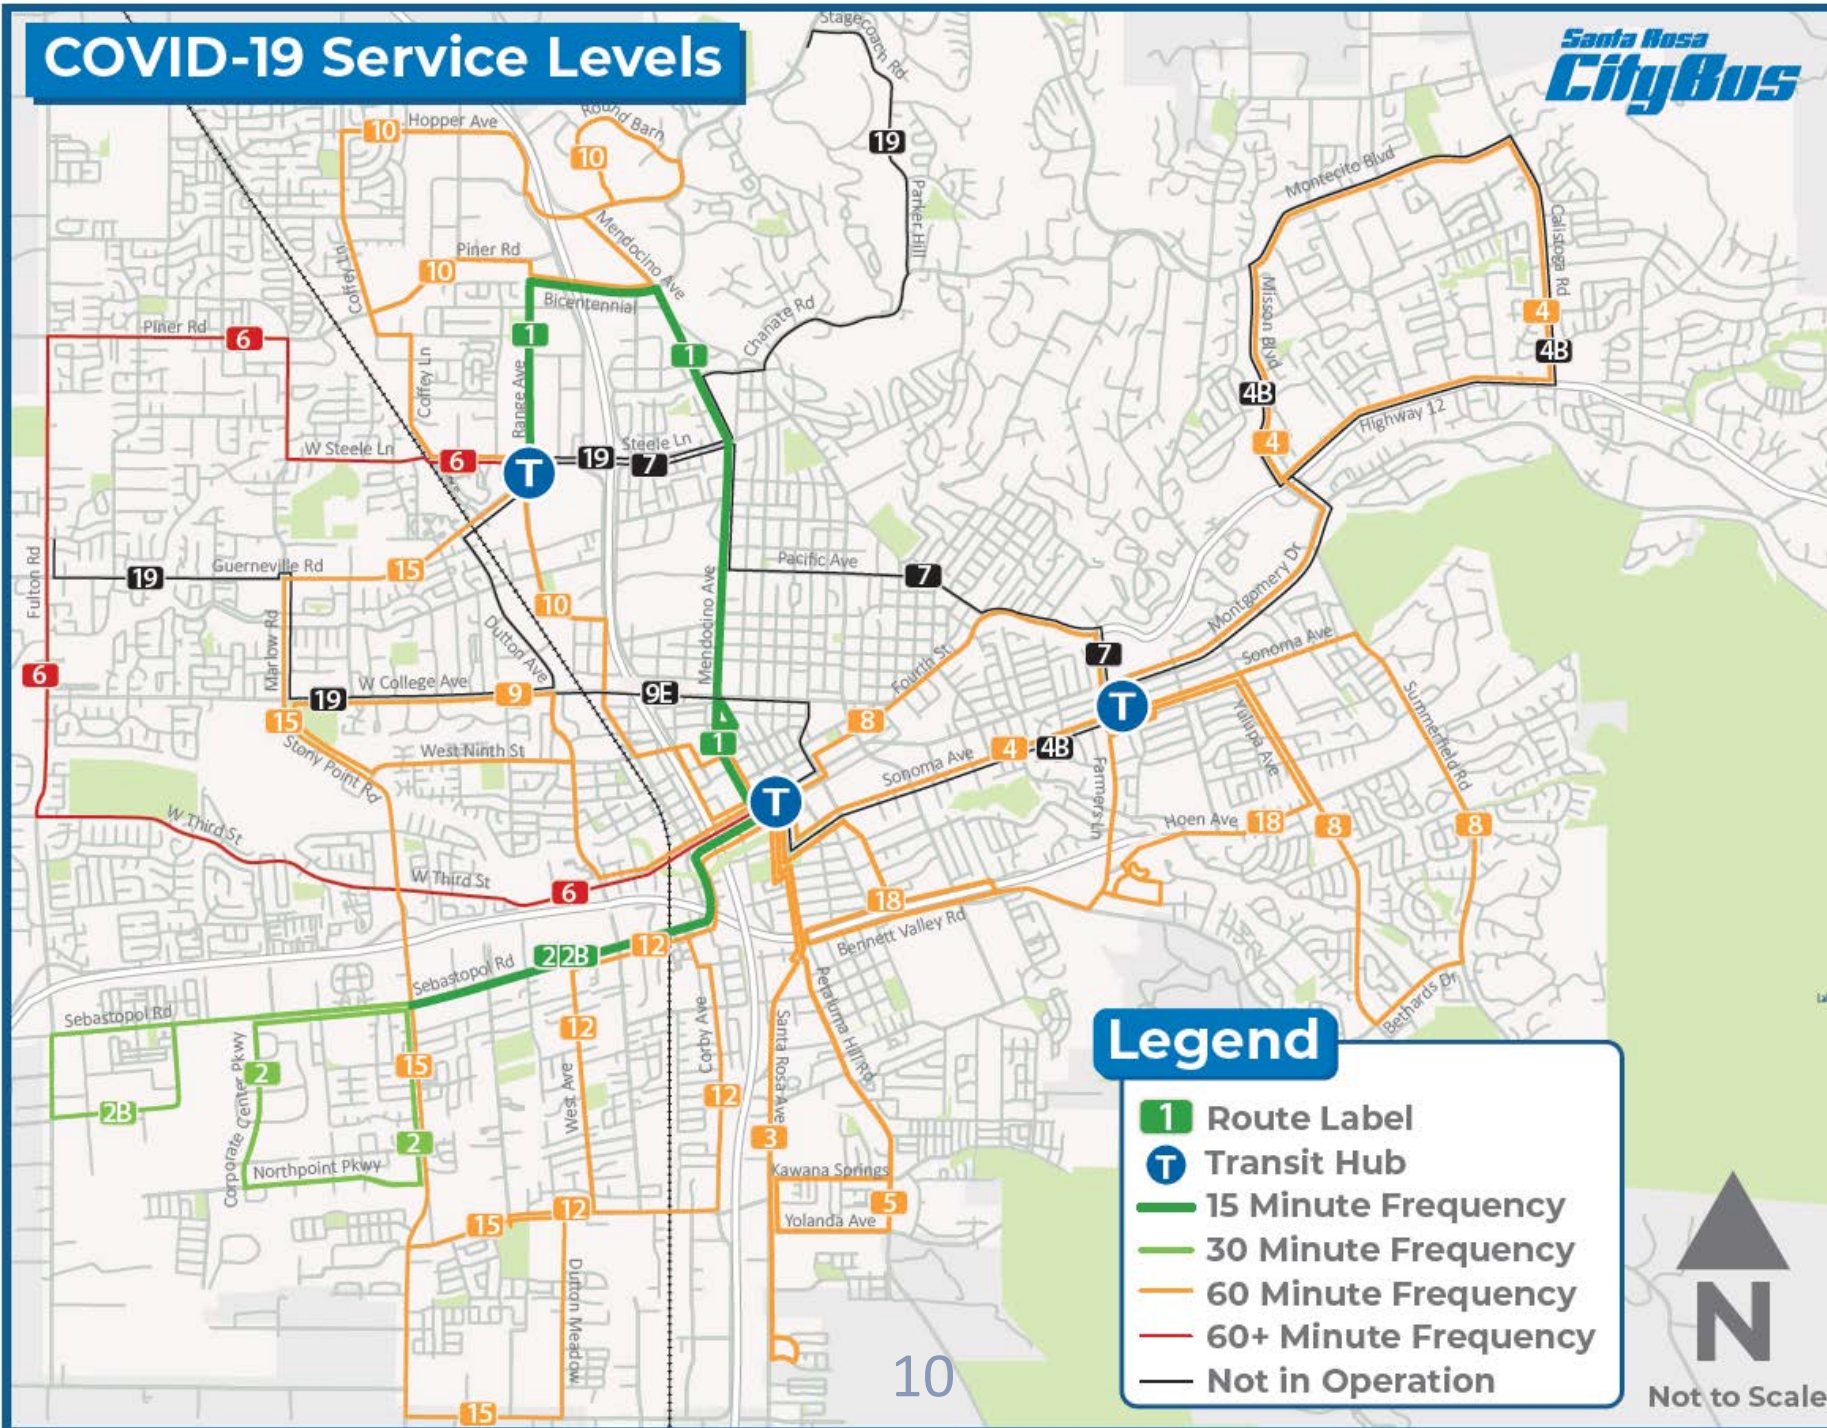 COVID-19 Service Levels
Santa Rosa
CityBus
Stagecoach Rd
10
Hopper Ave
Round Barn
10
19
Montecito Blvd
Parker Hill
Calistoga Rd
Mendocino Ave
Piner Rd
10
Coffey Ln
Bicentennial
Misson Blvd
Chanate Rd
4
Piner Rd
6
1
1
4B
Range Ave
Coffey Ln
4B
Highway 12
4
W Steele Ln
6
T
19
7
Steele Ln
Fulton Rd
19
Guerneville Rd
15
Pacific Ave
7
Montgomery Dr
10
Mendocino Ave
Marlow Rd
Dutton Ave
Sonoma Ave
7
Fourth St
6
W College Ave
19
9
9E
T
Summerfield Rd
15
Stony Point Rd
West Ninth St
1
8
Sonoma Ave
4
4B
Yulupa Ave
T
Farmers Ln
W Third St
Hoen Ave
18
8
8
W Third St
6
18
Bennett Valley Rd
Sebastopol Rd
2
2B
12
Petaluma Hill Rd
Bethards Dr
Sebastopol Rd
Corporate Center Pkwy
2
15
12
Corby Ave
Santa Rosa Ave
West Ave
12
2B
2
3
Northpoint Pkwy
Kawana Springs
15
12
Yolanda Ave
5
Dutton Meadow
15
10
Legend
1 Route Label
T Transit Hub
15 Minute Frequency
30 Minute Frequency
60 Minute Frequency
60+ Minute Frequency
Not in Operation
N
Not to Scale